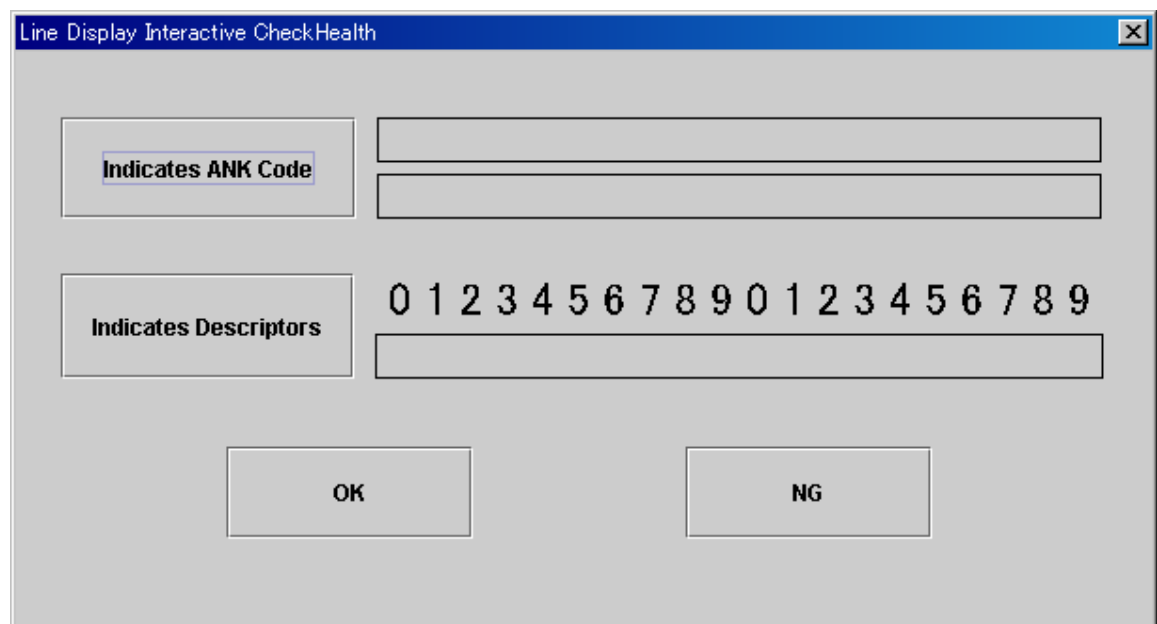 Line Display Interactive CheckHealth
Indicates ANK Code
Indicates Descriptors
0 1 2 3 4 5 6 7 8 9 0 1 2 3 4 5 6 7 8 9
OK
NG